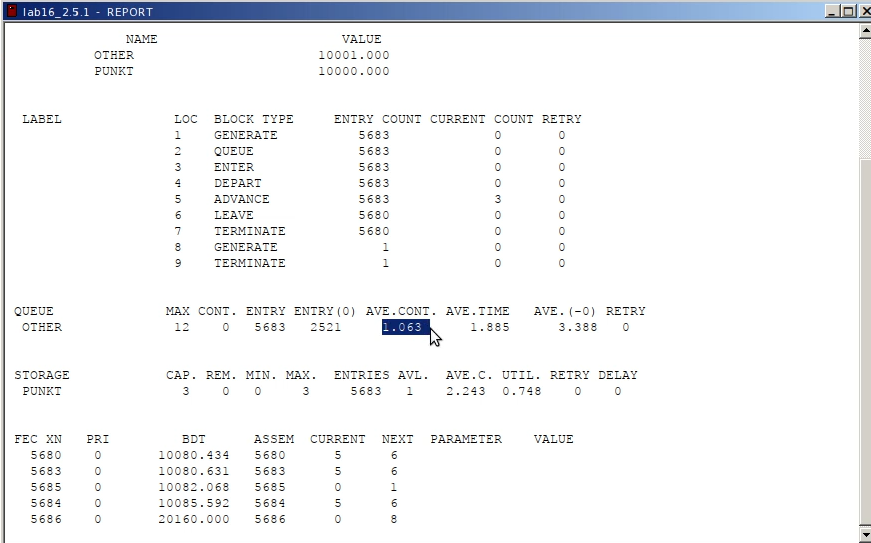 lab16_2.5.1 - REPORT
NAME VALUE
OTHER 10001.000
PUNKT 10000.000
LABEL LOC BLOCK TYPE ENTRY COUNT CURRENT COUNT RETRY
1 GENERATE 5683 0 0
2 QUEUE 5683 0 0
3 ENTER 5683 0 0
4 DEPART 5683 0 0
5 ADVANCE 5683 3 0
6 LEAVE 5680 0 0
7 TERMINATE 5680 0 0
8 GENERATE 1 0 0
9 TERMINATE 1 0 0
QUEUE MAX CONT. ENTRY ENTRY(0) AVE.CONT. AVE.TIME AVE.(-0) RETRY
OTHER 12 0 5683 2521 1.063 1.885 3.388 0
STORAGE CAP. REM. MIN. MAX. ENTRIES AVL. AVE.C. UTIL. RETRY DELAY
PUNKT 3 0 0 3 5683 1 2.243 0.748 0 0
FEC XN PRI BDT ASSEM CURRENT NEXT PARAMETER VALUE
5680 0 10080.434 5680 5 6
5683 0 10080.631 5683 5 6
5685 0 10082.068 5685 0 1
5684 0 10085.592 5684 5 6
5686 0 20160.000 5686 0 8